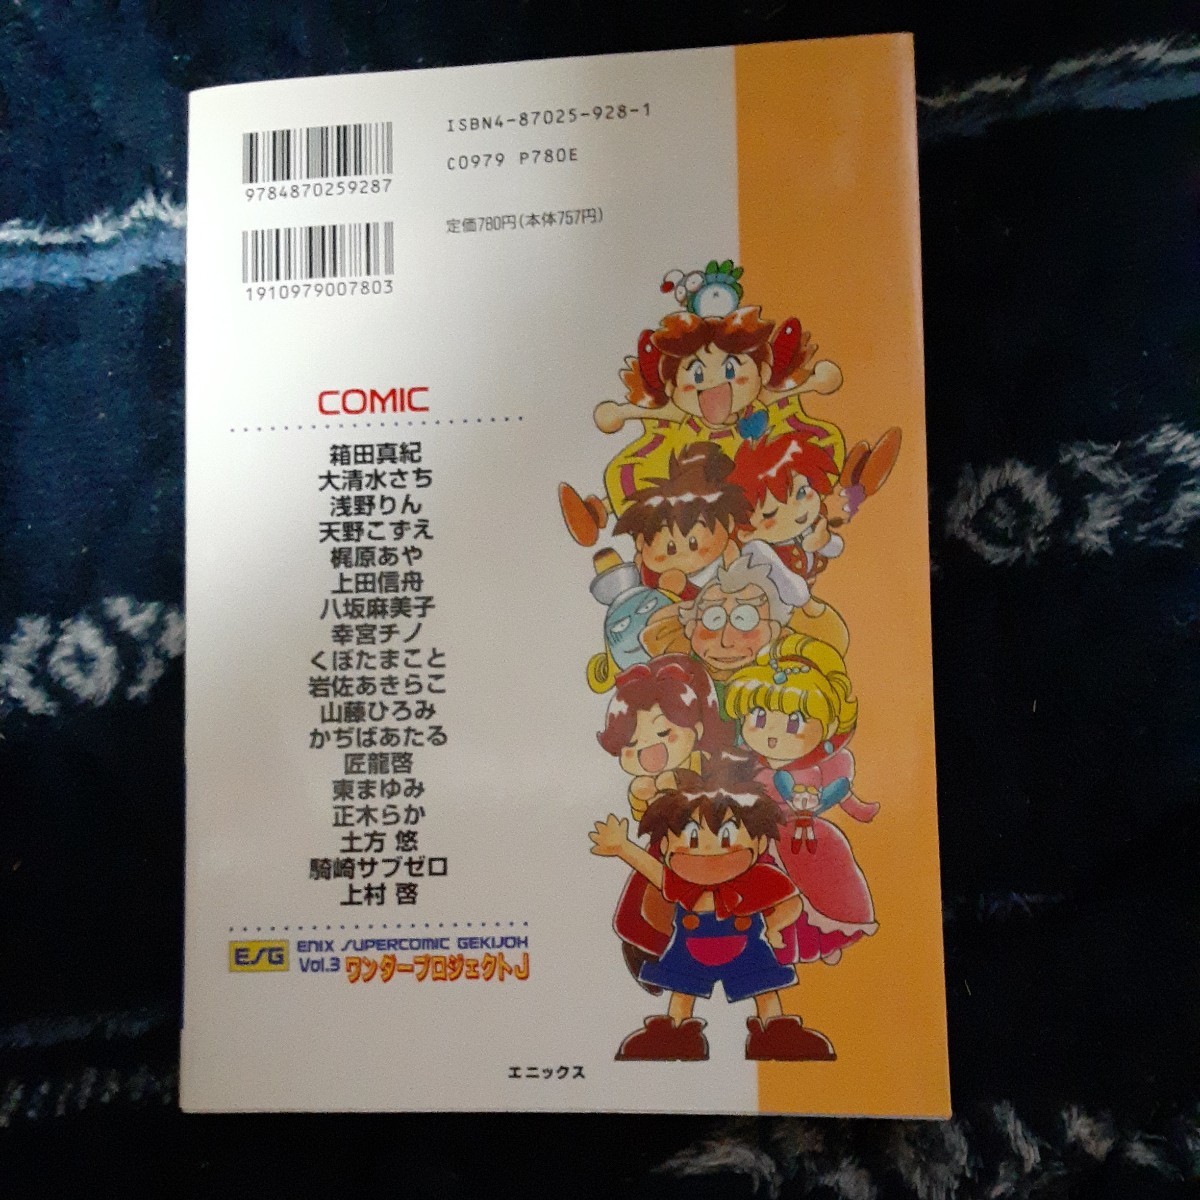 ISBN4-87025-928-1
C0979 P780E
9784870259287
定価780円(本体757円)
1910979007803
COMIC
箱田真紀
大清水さち
浅野りん
天野こずえ
梶原あや
上田信舟
八坂麻美子
幸宮チノ
くぼたまこと
岩佐あきらこ
山藤ひろみ
かぢばあたる
匠龍啓
東まゆみ
正木らか
土方 悠
騎崎サブゼロ
上村 啓
ESG ENIX SUPERCOMIC GEKIJOH
Vol.3 ワンダープロジェクトJ
エニックス